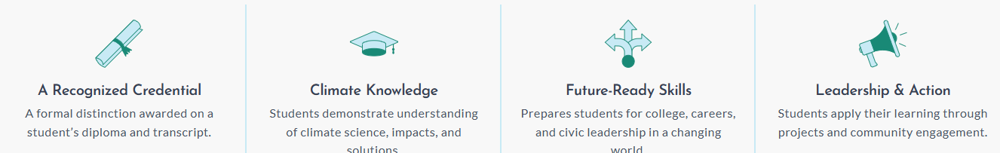 A Recognized Credential
A formal distinction awarded on a
student’s diploma and transcript.
Climate Knowledge
Students demonstrate understanding
of climate science, impacts, and
solutions.
Future-Ready Skills
Prepares students for college, careers,
and civic leadership in a changing
world.
Leadership & Action
Students apply their learning through
projects and community engagement.